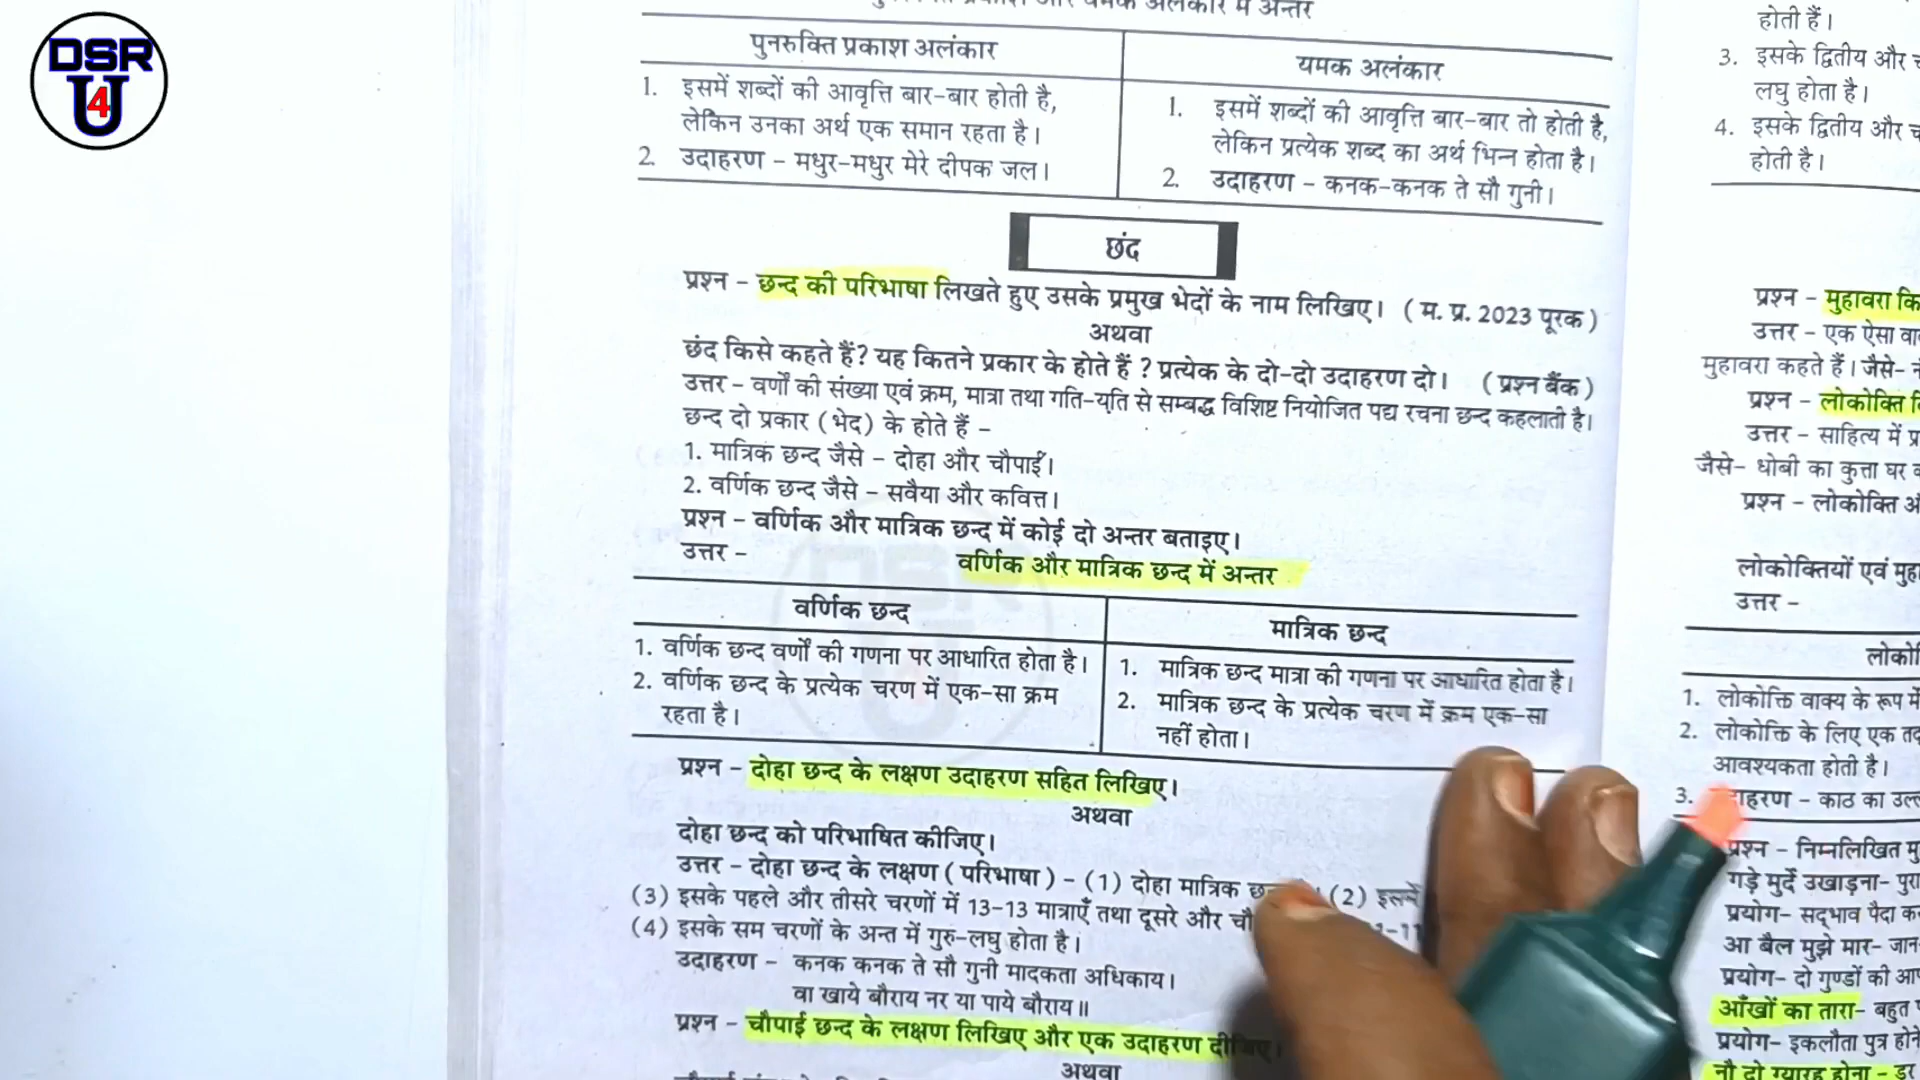 DSR
U
4
प्रकाश और यमक अलंकार में अन्तर
पुनरुक्ति प्रकाश अलंकार
1. इसमें शब्दों की आवृत्ति बार-बार होती है,
लेकिन उनका अर्थ एक समान रहता है।
2. उदाहरण – मधुर-मधुर मेरे दीपक जल।
यमक अलंकार
1. इसमें शब्दों की आवृत्ति बार-बार तो होती है,
लेकिन प्रत्येक शब्द का अर्थ भिन्न होता है।
2. उदाहरण – कनक-कनक ते सौ गुनी।
छंद
प्रश्न – छन्द की परिभाषा लिखते हुए उसके प्रमुख भेदों के नाम लिखिए। ( म. प्र. 2023 पूरक )
अथवा
छंद किसे कहते हैं? यह कितने प्रकार के होते हैं ? प्रत्येक के दो-दो उदाहरण दो। ( प्रश्न बैंक )
उत्तर – वर्णों की संख्या एवं क्रम, मात्रा तथा गति-यति से सम्बद्ध विशिष्ट नियोजित पद्य रचना छन्द कहलाती है।
छन्द दो प्रकार (भेद) के होते हैं –
1. मात्रिक छन्द जैसे – दोहा और चौपाई।
2. वर्णिक छन्द जैसे – सवैया और कवित्त।
प्रश्न – वर्णिक और मात्रिक छन्द में कोई दो अन्तर बताइए।
उत्तर –
वर्णिक और मात्रिक छन्द में अन्तर
वर्णिक छन्द
1. वर्णिक छन्द वर्णों की गणना पर आधारित होता है।
2. वर्णिक छन्द के प्रत्येक चरण में एक-सा क्रम
रहता है।
मात्रिक छन्द
1. मात्रिक छन्द मात्रा की गणना पर आधारित होता है।
2. मात्रिक छन्द के प्रत्येक चरण में क्रम एक-सा
नहीं होता।
प्रश्न – दोहा छन्द के लक्षण उदाहरण सहित लिखिए।
अथवा
दोहा छन्द को परिभाषित कीजिए।
उत्तर – दोहा छन्द के लक्षण ( परिभाषा ) – (1) दोहा मात्रिक (2) इसमें
(3) इसके पहले और तीसरे चरणों में 13-13 मात्राएँ तथा दूसरे और
(4) इसके सम चरणों के अन्त में गुरु-लघु होता है।
उदाहरण – कनक कनक ते सौ गुनी मादकता अधिकाय।
वा खाये बौराय नर या पाये बौराय॥
प्रश्न – चौपाई छन्द के लक्षण लिखिए और एक उदाहरण दीजिए।
अथवा
होती हैं।
3. इसके द्वितीय और
लघु होता है।
4. इसके द्वितीय और
होती है।
प्रश्न – मुहावरा
उत्तर – एक ऐसा
मुहावरा कहते हैं। जैसे-
प्रश्न – लोकोक्ति
उत्तर – साहित्य में
जैसे- धोबी का कुत्ता घर
प्रश्न – लोकोक्ति
लोकोक्तियों एवं
उत्तर –
1. लोकोक्ति वाक्य के रूप में
2. लोकोक्ति के लिए एक
आवश्यकता होती है।
3. – काठ का
प्रश्न – निम्नलिखित
गड़े मुर्दे उखाड़ना-
प्रयोग- सद्भाव पैदा
आ बैल मुझे मार-
प्रयोग- दो गुण्डों की
आँखों का तारा- बहुत
प्रयोग- इकलौता पुत्र
नौ दो ग्यारह होना – डर